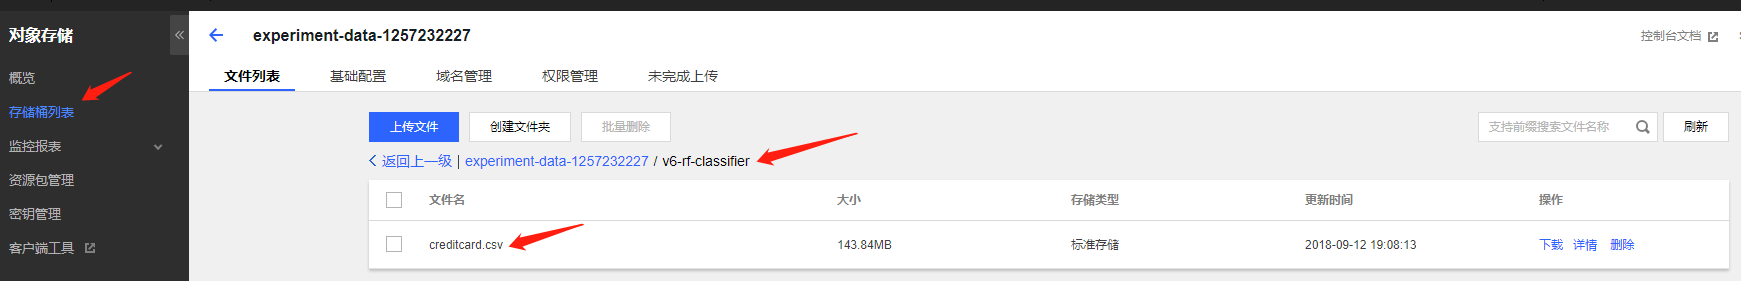 对象存储
概览
存储桶列表
监控报表
资源包管理
密钥管理
客户端工具
experiment-data-1257232227
控制台文档
文件列表 基础配置 域名管理 权限管理 未完成上传
上传文件 创建文件夹 批量删除 支持前缀搜索文件名称 刷新
返回上一级 | experiment-data-1257232227 / v6-rf-classifier
文件名 大小 存储类型 更新时间 操作
creditcard.csv 143.84MB 标准存储 2018-09-12 19:08:13 下载 详情 删除